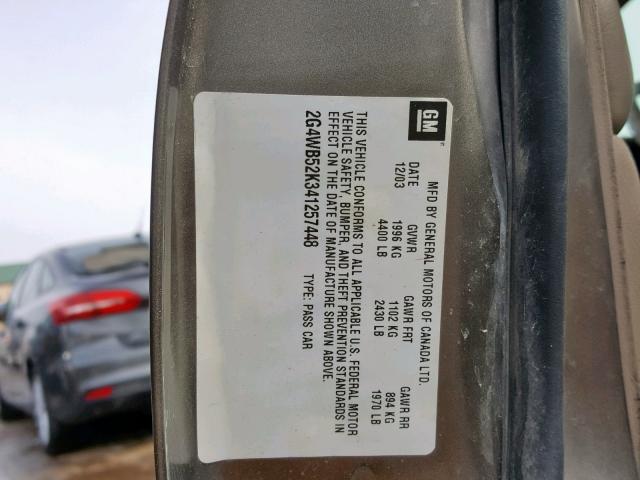 GM
MFD BY GENERAL MOTORS OF CANADA LTD.
DATE GVWR GAWR FRT GAWR RR
12/03 1996 KG 1102 KG 894 KG
4400 LB 2430 LB 1970 LB
THIS VEHICLE CONFORMS TO ALL APPLICABLE U.S. FEDERAL MOTOR
VEHICLE SAFETY, BUMPER, AND THEFT PREVENTION STANDARDS IN
EFFECT ON THE DATE OF MANUFACTURE SHOWN ABOVE.
2G4WB52K341257448 TYPE: PASS CAR